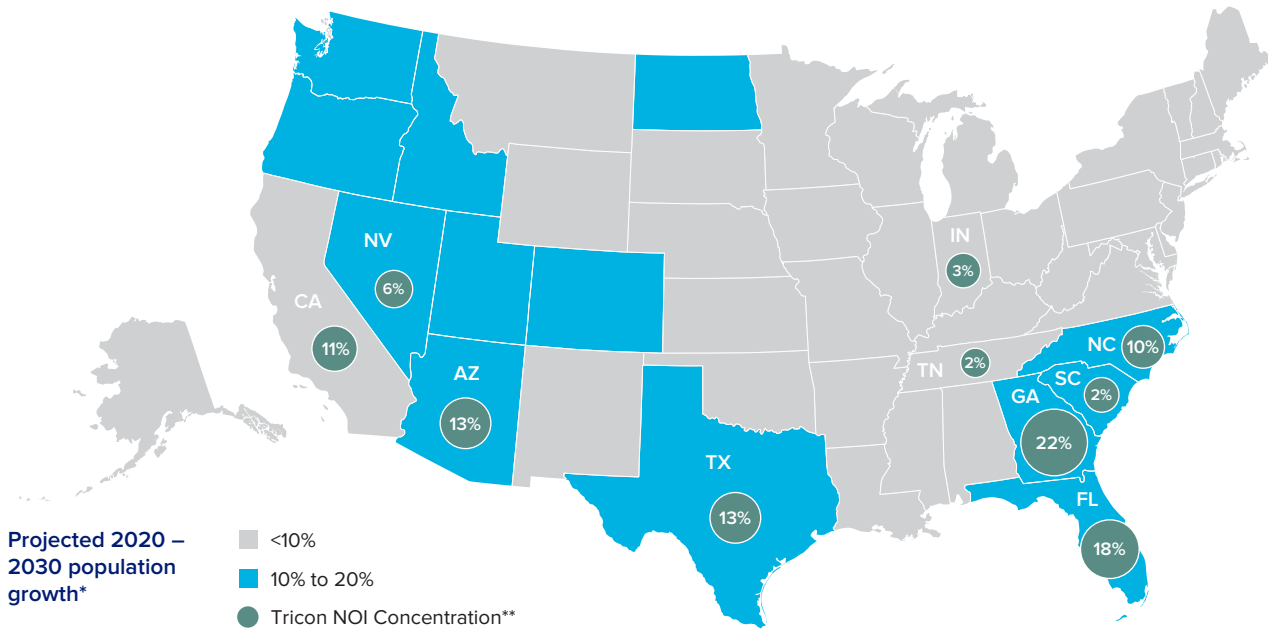 NV
6%
IN
3%
CA
11%
NC
10%
TN
2%
AZ
13%
SC
2%
GA
22%
TX
13%
FL
18%
Projected 2020 –
2030 population
growth*
<10%
10% to 20%
Tricon NOI Concentration**